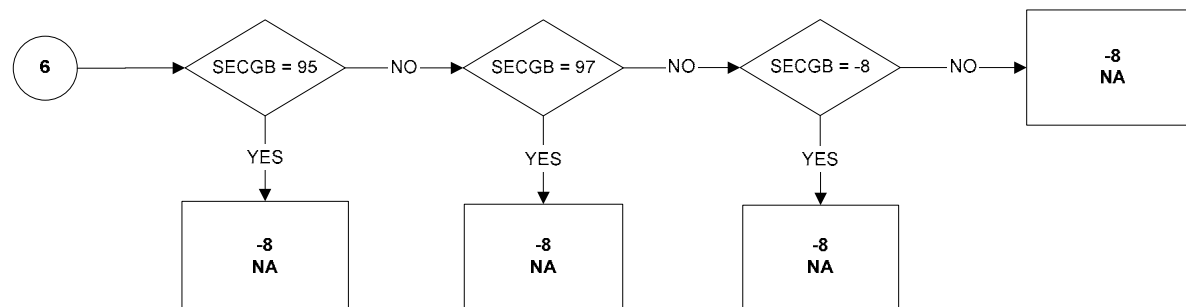 6
SECGB = 95
NO
SECGB = 97
NO
SECGB = -8
NO
-8
NA
YES
YES
YES
-8
NA
-8
NA
-8
NA